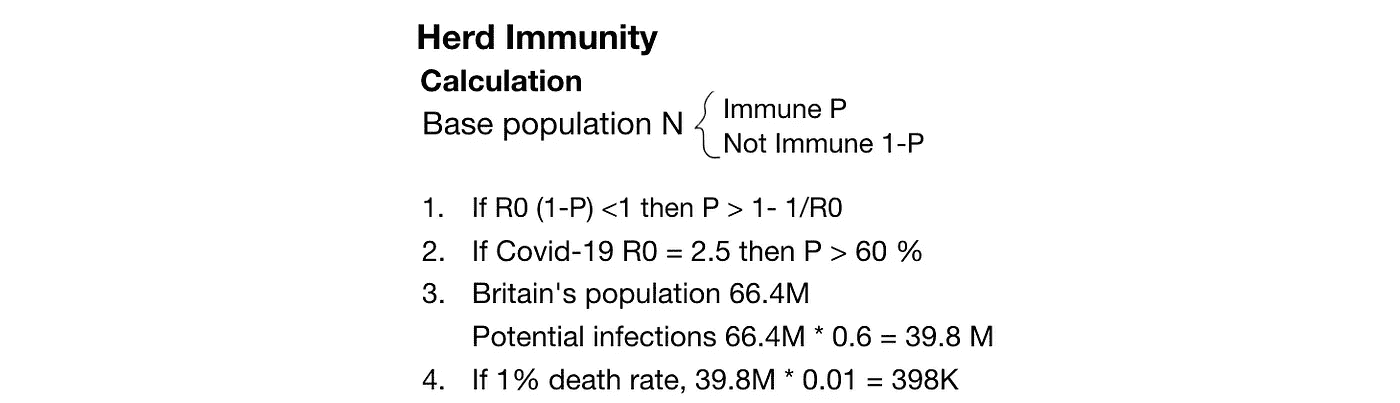 Herd Immunity
Calculation
Base population N
Immune P
Not Immune 1-P
1. If R0 (1-P) <1 then P > 1- 1/R0
2. If Covid-19 R0 = 2.5 then P > 60 %
3. Britain's population 66.4M
Potential infections 66.4M * 0.6 = 39.8 M
4. If 1% death rate, 39.8M * 0.01 = 398K